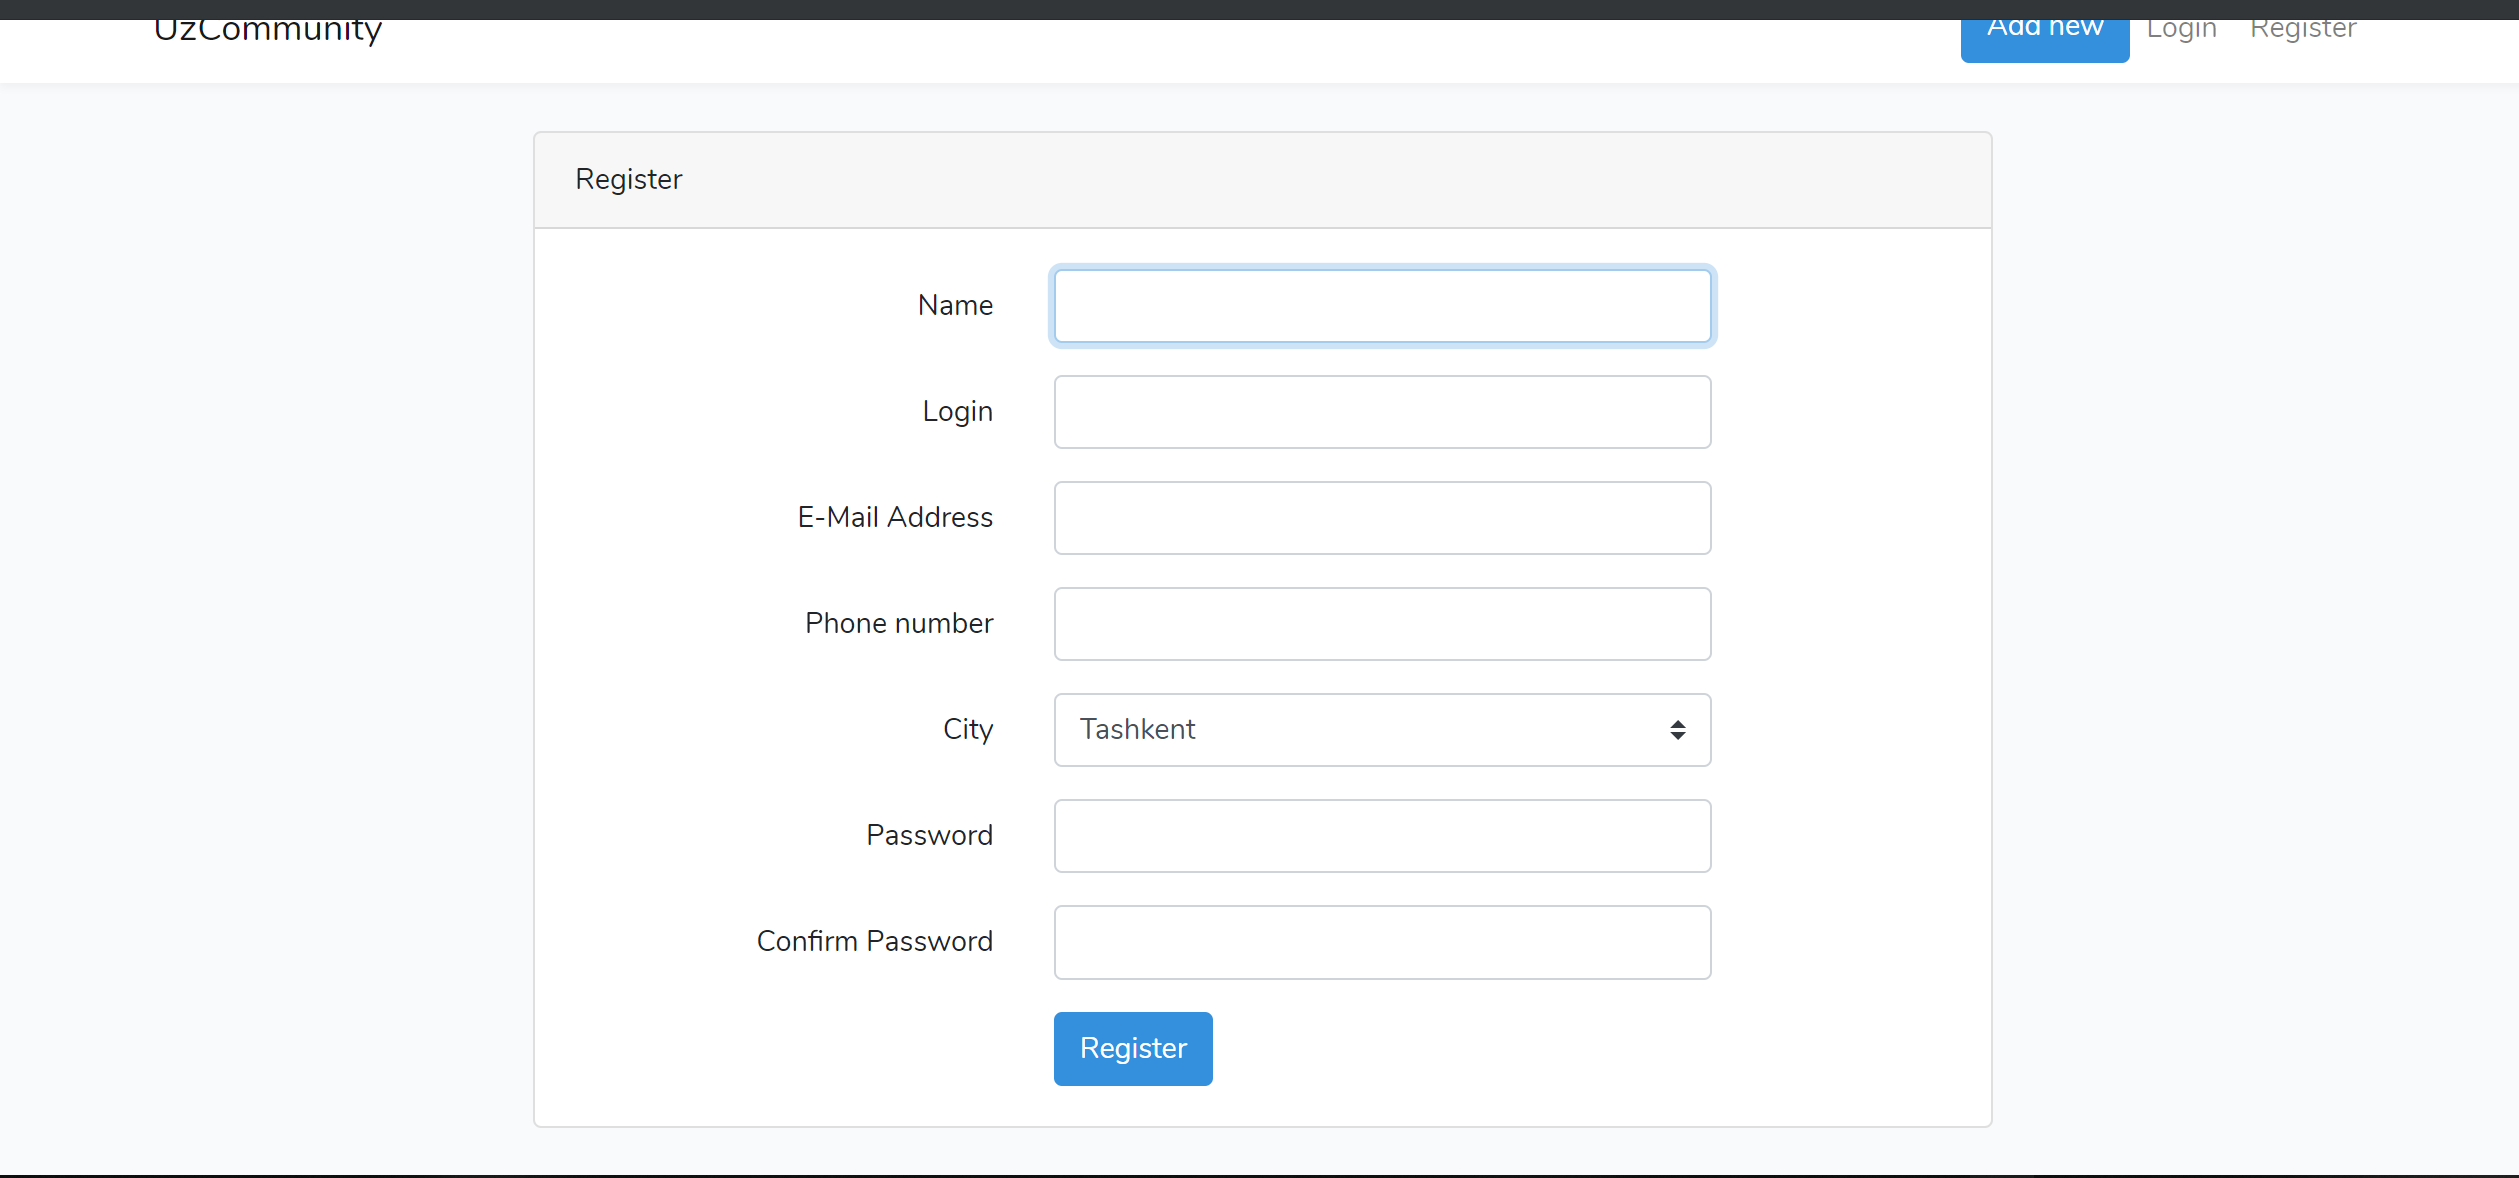 UzCommunity
Add new Login Register
Register
Name
Login
E-Mail Address
Phone number
City
Tashkent
Password
Confirm Password
Register